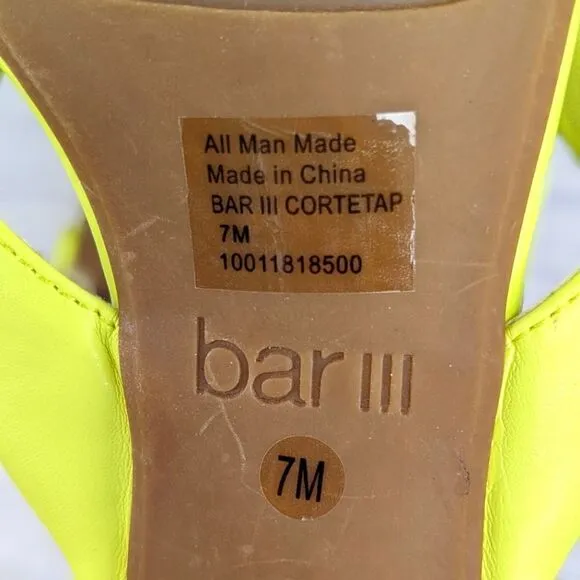 All Man Made
Made in China
BAR III CORTETAP
7M
10011818500
bar III
7M